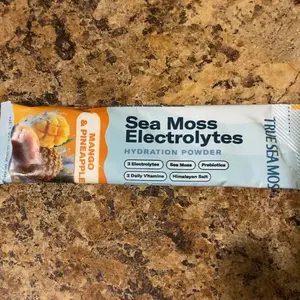 MANGO
& PINEAPPLE
Sea Moss
Electrolytes
HYDRATION POWDER
3 Electrolytes
Sea Moss
Prebiotics
2 Daily Vitamins
Himalayan Salt
TRUE SEA MOSS